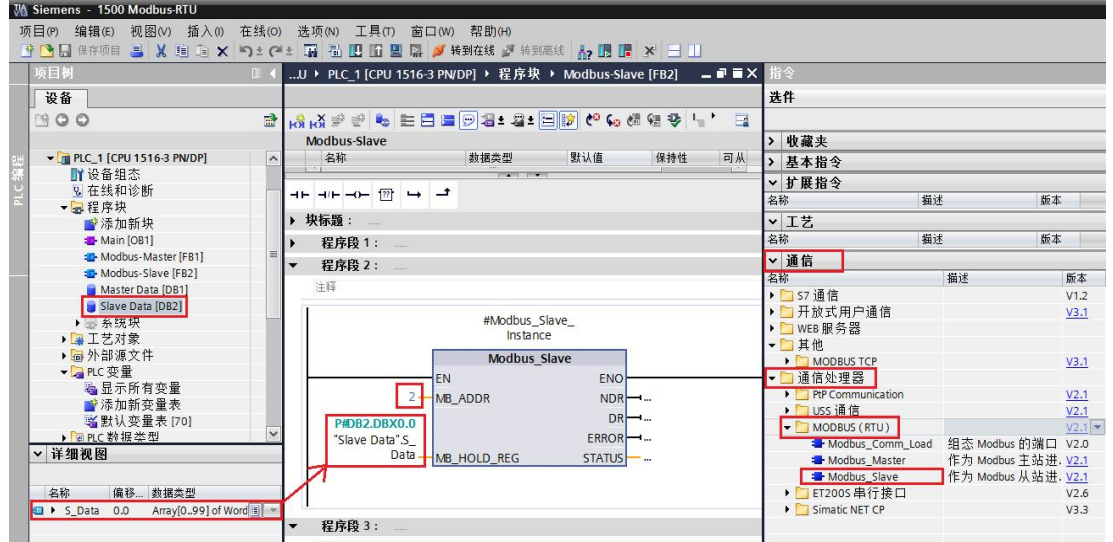 Siemens - 1500 Modbus-RTU
项目(P) 编辑(E) 视图(V) 插入(I) 在线(O) 选项(N) 工具(T) 窗口(W) 帮助(H)
保存项目 转到在线 转到离线
项目树
...U ▸ PLC_1 [CPU 1516-3 PN/DP] ▸ 程序块 ▸ Modbus-Slave [FB2]
指令
设备
选件
PLC 编程
PLC_1 [CPU 1516-3 PN/DP]
设备组态
在线和诊断
程序块
添加新块
Main [OB1]
Modbus-Master [FB1]
Modbus-Slave [FB2]
Master Data [DB1]
Slave Data [DB2]
系统块
工艺对象
外部源文件
PLC 变量
显示所有变量
添加新变量表
默认变量表 [70]
PLC 数据类型
详细视图
名称 偏移... 数据类型
S_Data 0.0 Array[0..99] of Word
Modbus-Slave
名称 数据类型 默认值 保持性 可从
块标题： ......
程序段 1： ......
程序段 2： ......
注释
#Modbus_Slave_
Instance
Modbus_Slave
EN ENO
2 MB_ADDR NDR ...
DR ...
P#DB2.DBX0.0
"Slave Data".S_
Data MB_HOLD_REG
ERROR ...
STATUS ...
程序段 3： ......
收藏夹
基本指令
扩展指令
名称 描述 版本
工艺
名称 描述 版本
通信
名称 描述 版本
S7 通信 V1.2
开放式用户通信 V3.1
WEB 服务器
其他
MODBUS TCP V3.1
通信处理器
PtP Communication V2.1
USS 通信 V2.1
MODBUS (RTU) V2.1
Modbus_Comm_Load 组态 Modbus 的端口 V2.0
Modbus_Master 作为 Modbus 主站进. V2.1
Modbus_Slave 作为 Modbus 从站进. V2.1
ET200S 串行接口 V2.6
Simatic NET CP V3.3